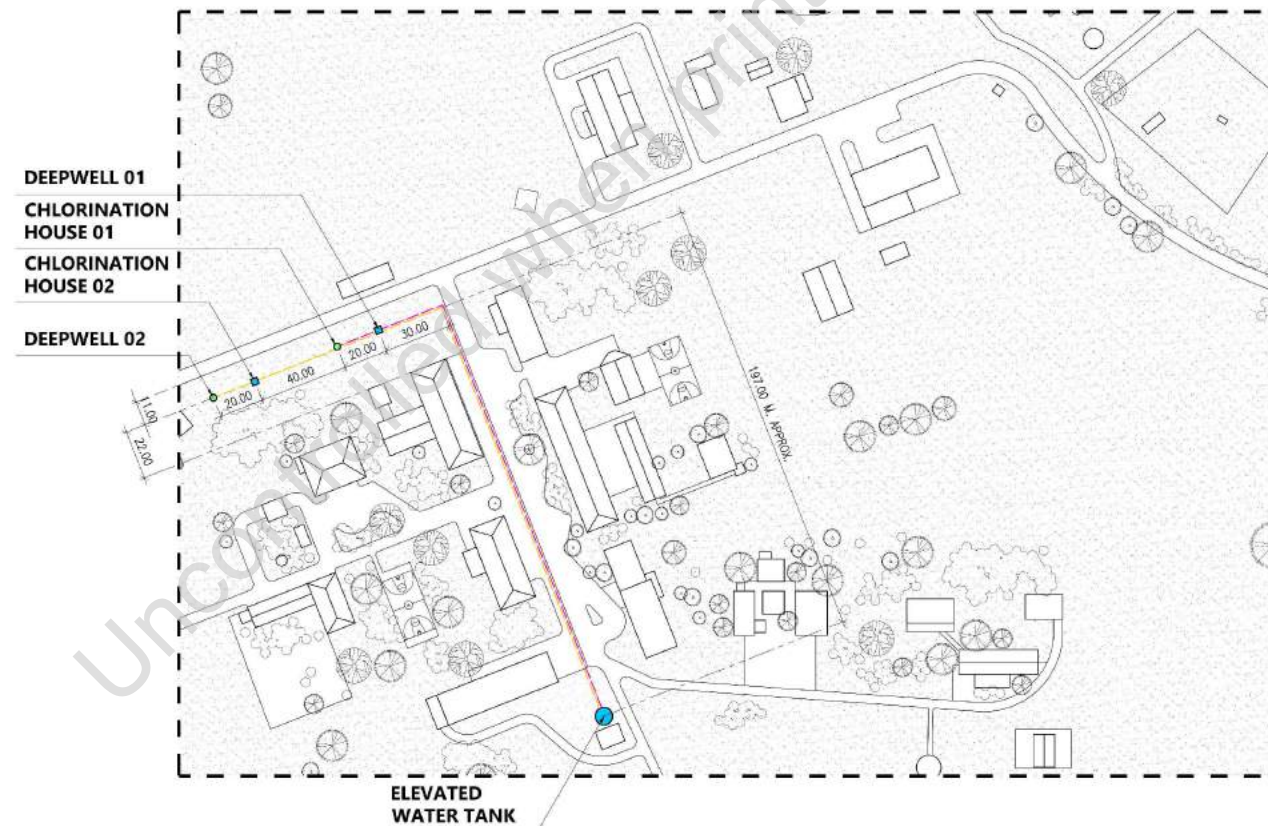 DEEPWELL 01
CHLORINATION
HOUSE 01
CHLORINATION
HOUSE 02
DEEPWELL 02
30.00
20.00
40.00
20.00
11.00
22.00
197.00 M. APPROX.
ELEVATED
WATER TANK
Uncontrolled when print